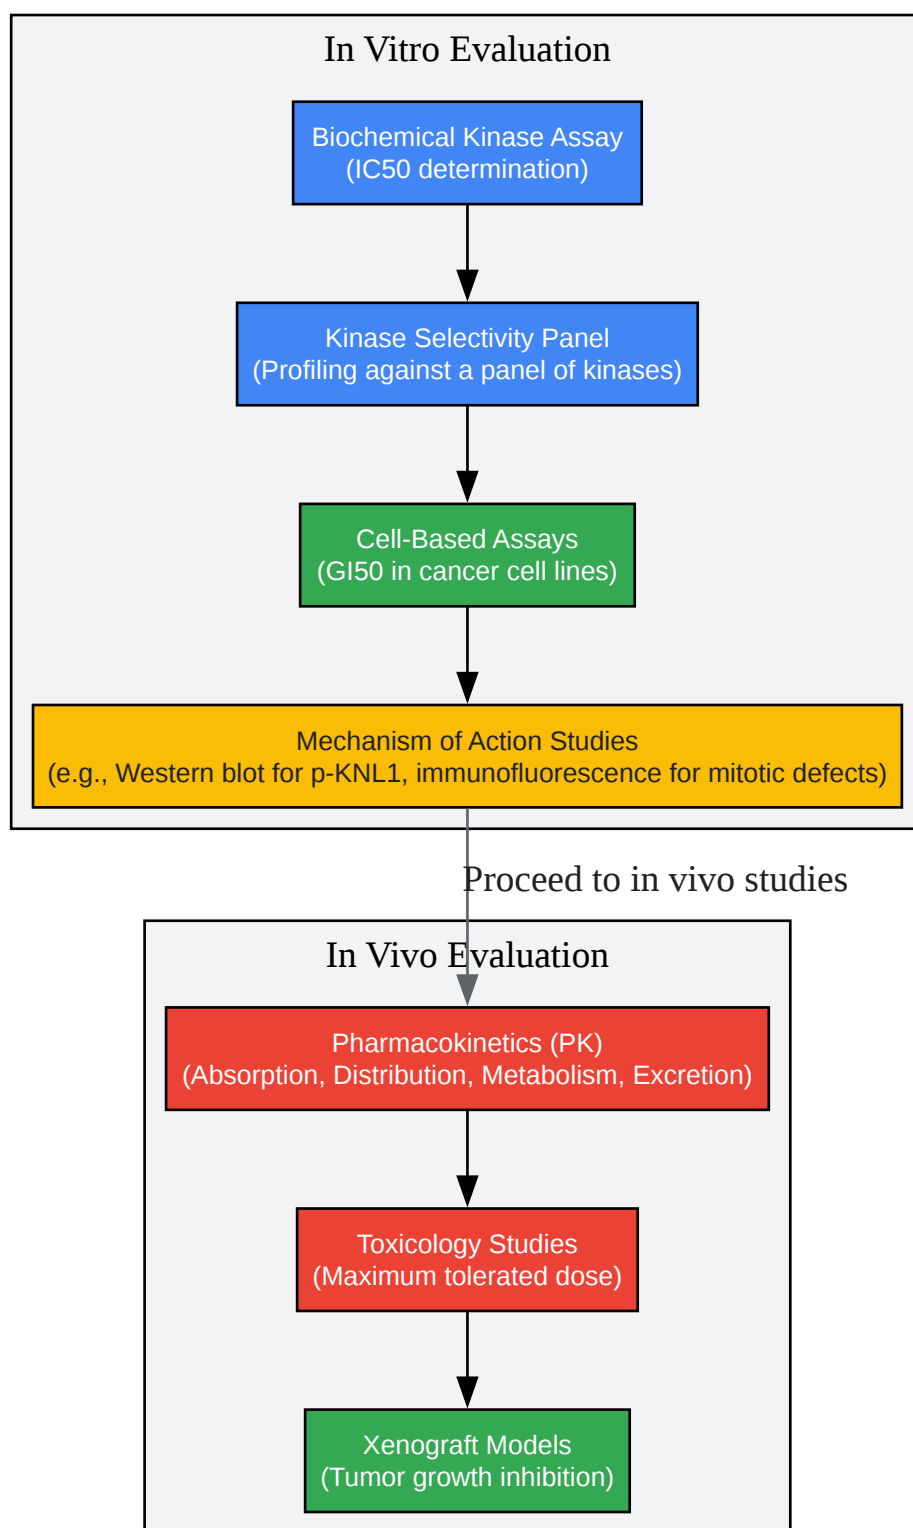 In Vitro Evaluation
Biochemical Kinase Assay
(IC50 determination)
Kinase Selectivity Panel
(Profiling against a panel of kinases)
Cell-Based Assays
(GI50 in cancer cell lines)
Mechanism of Action Studies
(e.g., Western blot for p-KNL1, immunofluorescence for mitotic defects)
Proceed to in vivo studies
In Vivo Evaluation
Pharmacokinetics (PK)
(Absorption, Distribution, Metabolism, Excretion)
Toxicology Studies
(Maximum tolerated dose)
Xenograft Models
(Tumor growth inhibition)